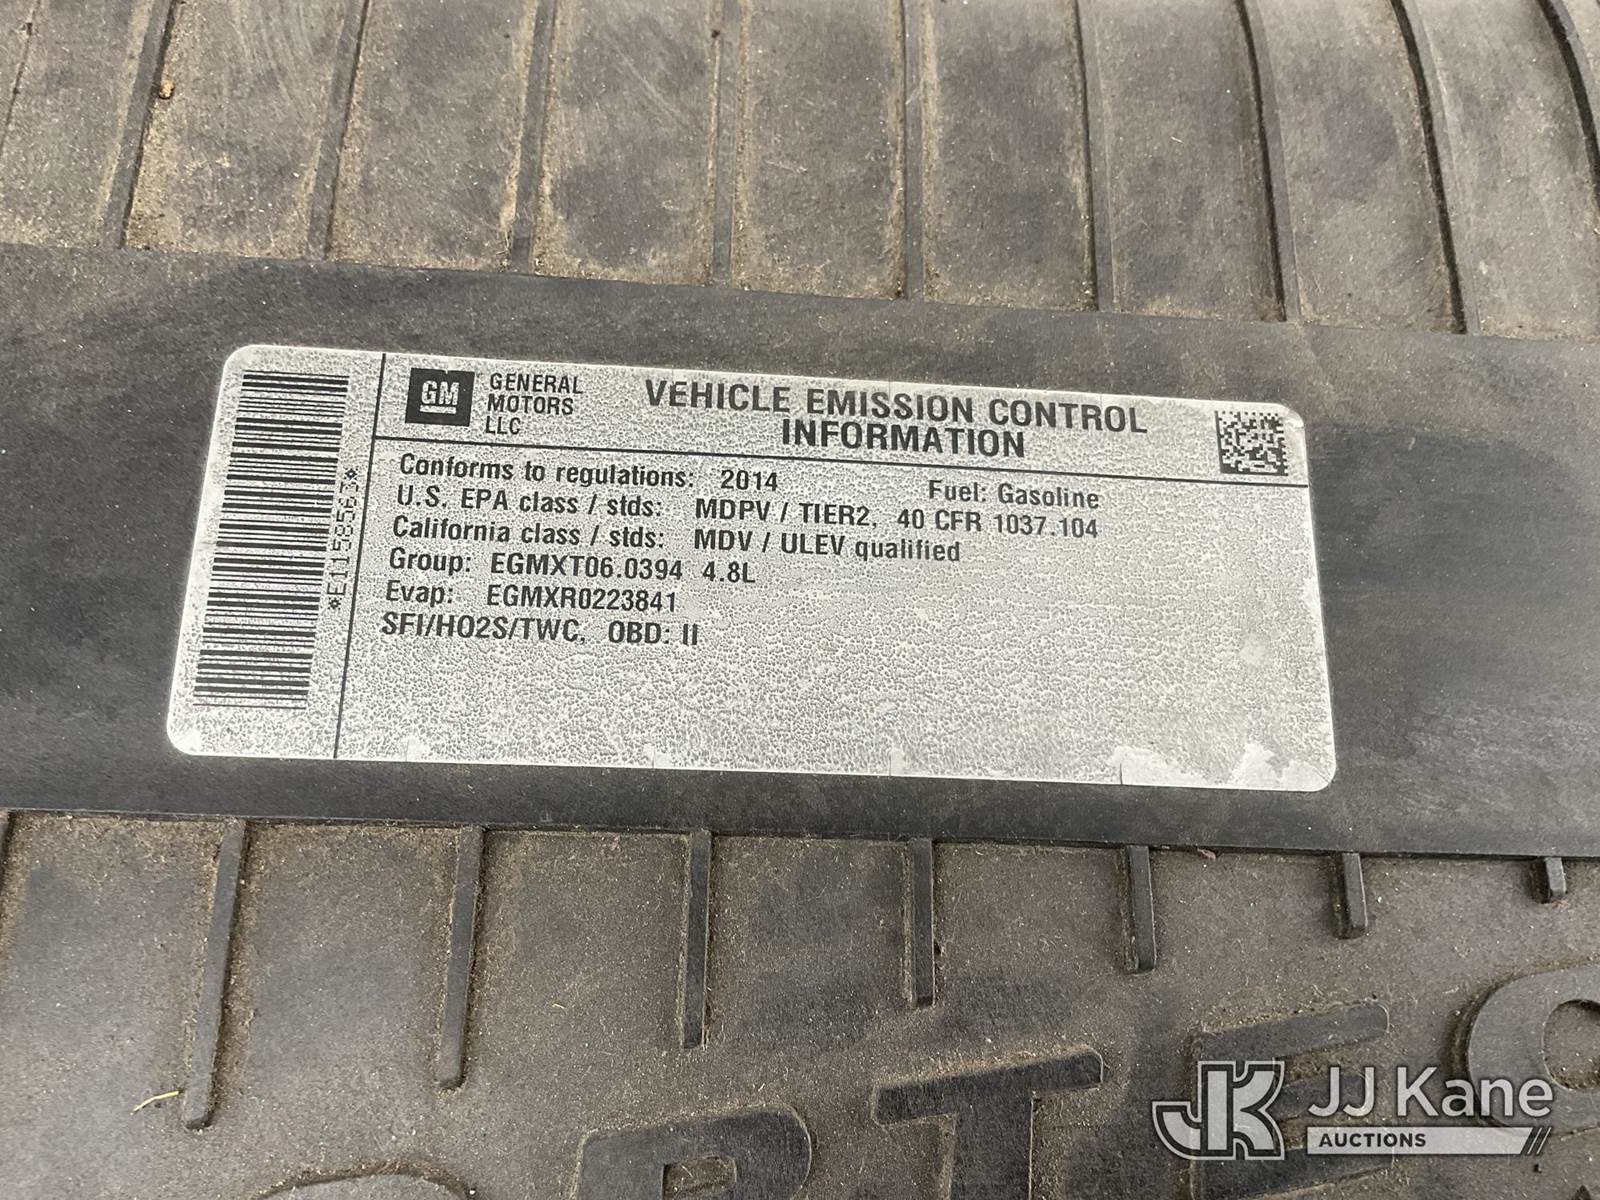 GM
GENERAL
MOTORS
LLC
VEHICLE EMISSION CONTROL
INFORMATION
Conforms to regulations: 2014 Fuel: Gasoline
U.S. EPA class / stds: MDPV / TIER2, 40 CFR 1037.104
California class / stds: MDV / ULEV qualified
Group: EGMXT06.0394 4.8L
Evap: EGMXR0223841
SFI/HO2S/TWC, OBD: II
*E11585563*
JK JJ Kane
AUCTIONS